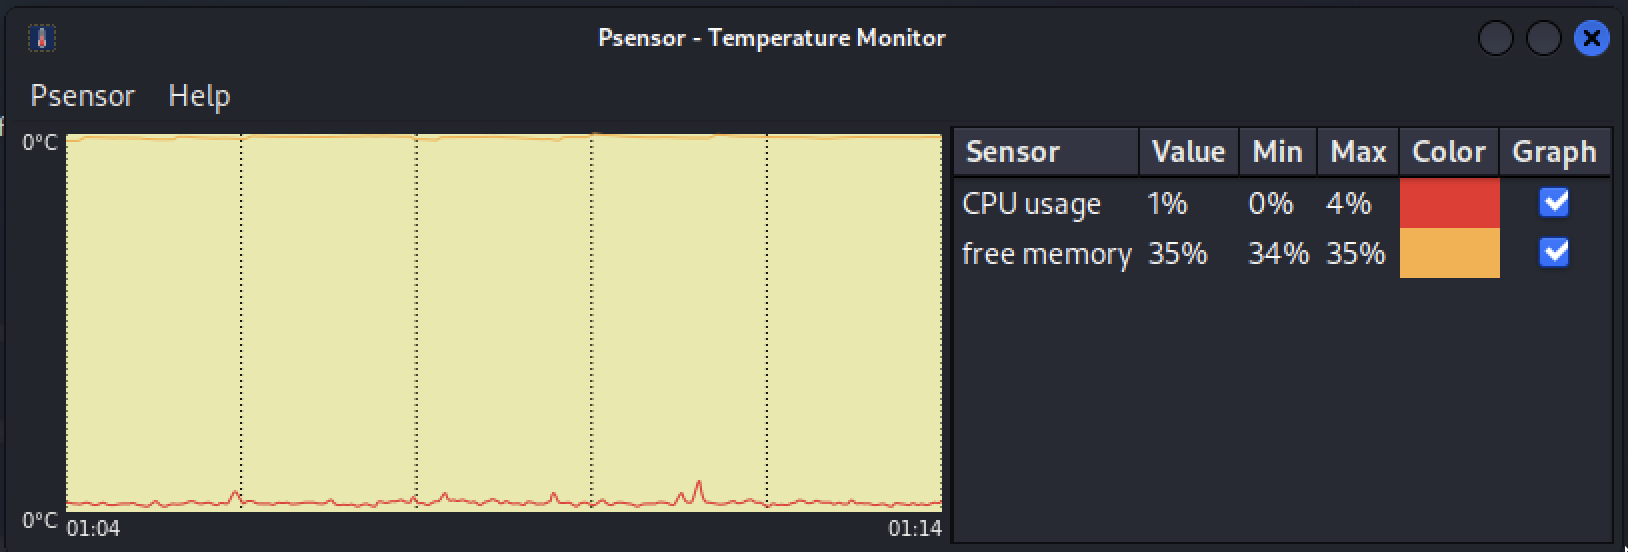 Psensor - Temperature Monitor
Psensor Help
0°C
0°C
01:04 01:14
Sensor Value Min Max Color Graph
CPU usage 1% 0% 4%
free memory 35% 34% 35%